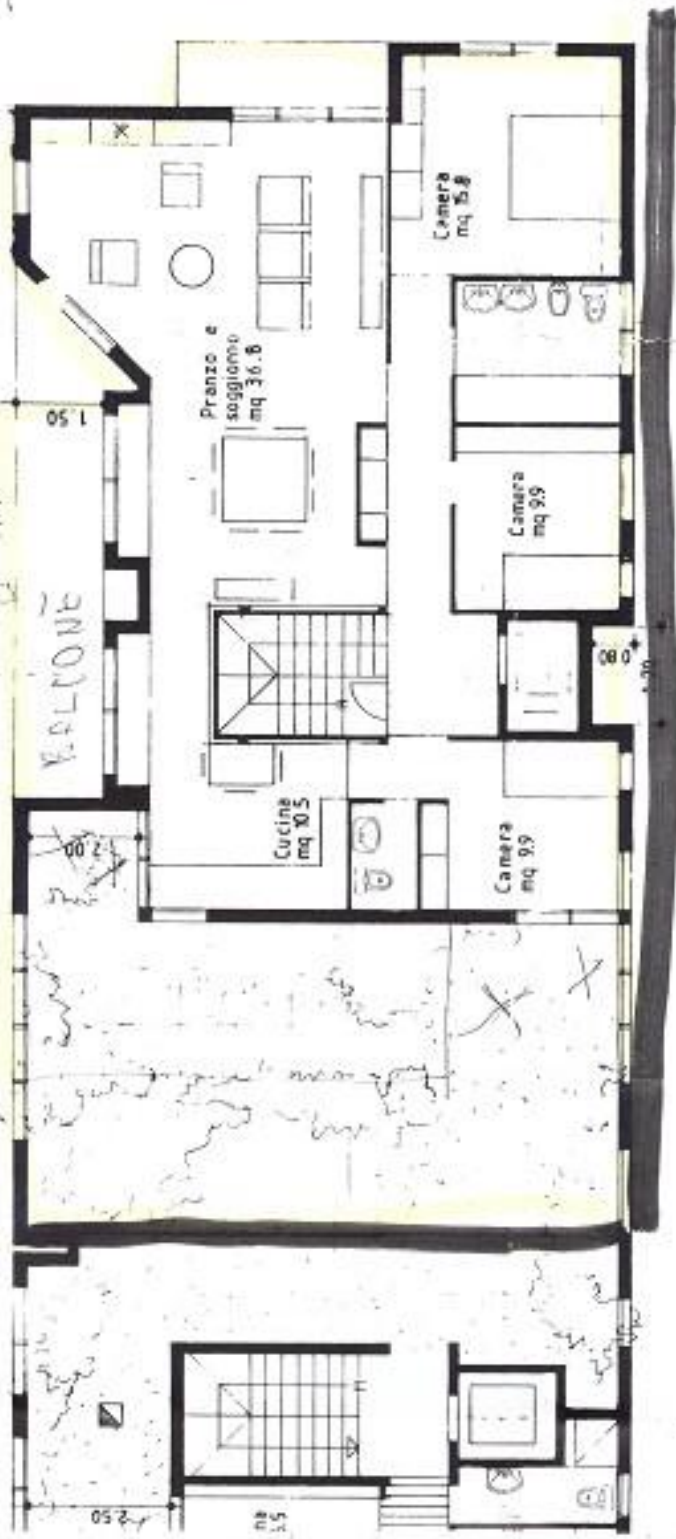 Camera
mq 15.8
Pranzo e
soggiorno
mq 36.8
1.50
Camera
mq 9.9
BALCONE
0.80
Cucina
mq 10.5
Camera
mq 9.9
2.00
2.50